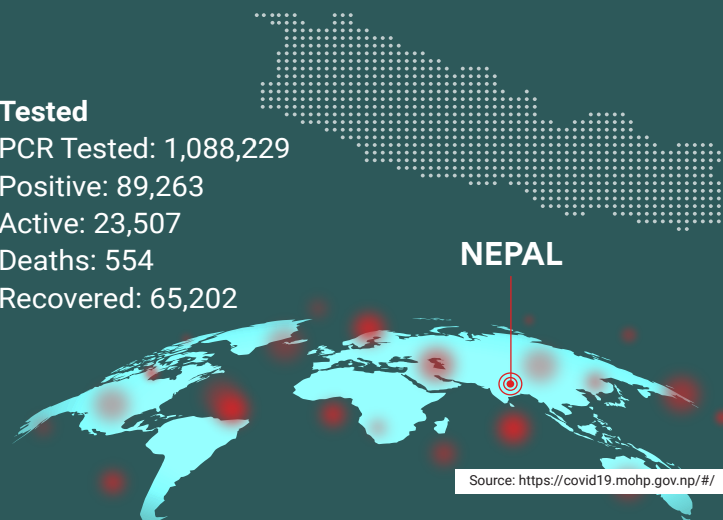 Tested
PCR Tested: 1,088,229
Positive: 89,263
Active: 23,507
Deaths: 554
Recovered: 65,202
NEPAL
Source: https://covid19.mohp.gov.np/#/